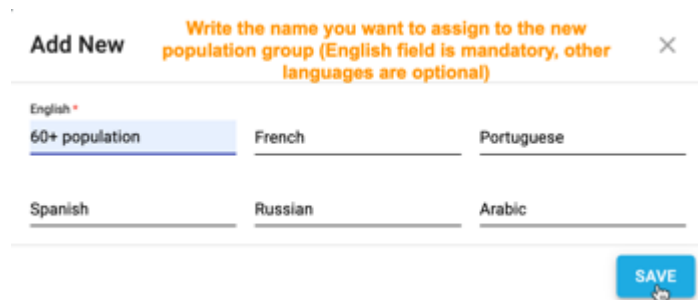 Add New
Write the name you want to assign to the new
population group (English field is mandatory, other
languages are optional)
English *
60+ population
French
Portuguese
Spanish
Russian
Arabic
SAVE